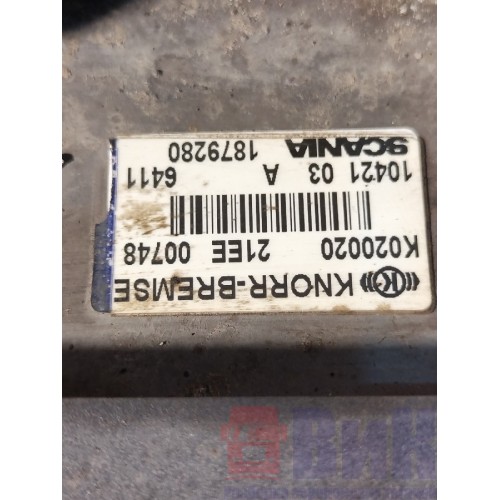 KNORR-BREMSE
K020020 21EE 00748
10421 03 A 6411
SCANIA 1879280